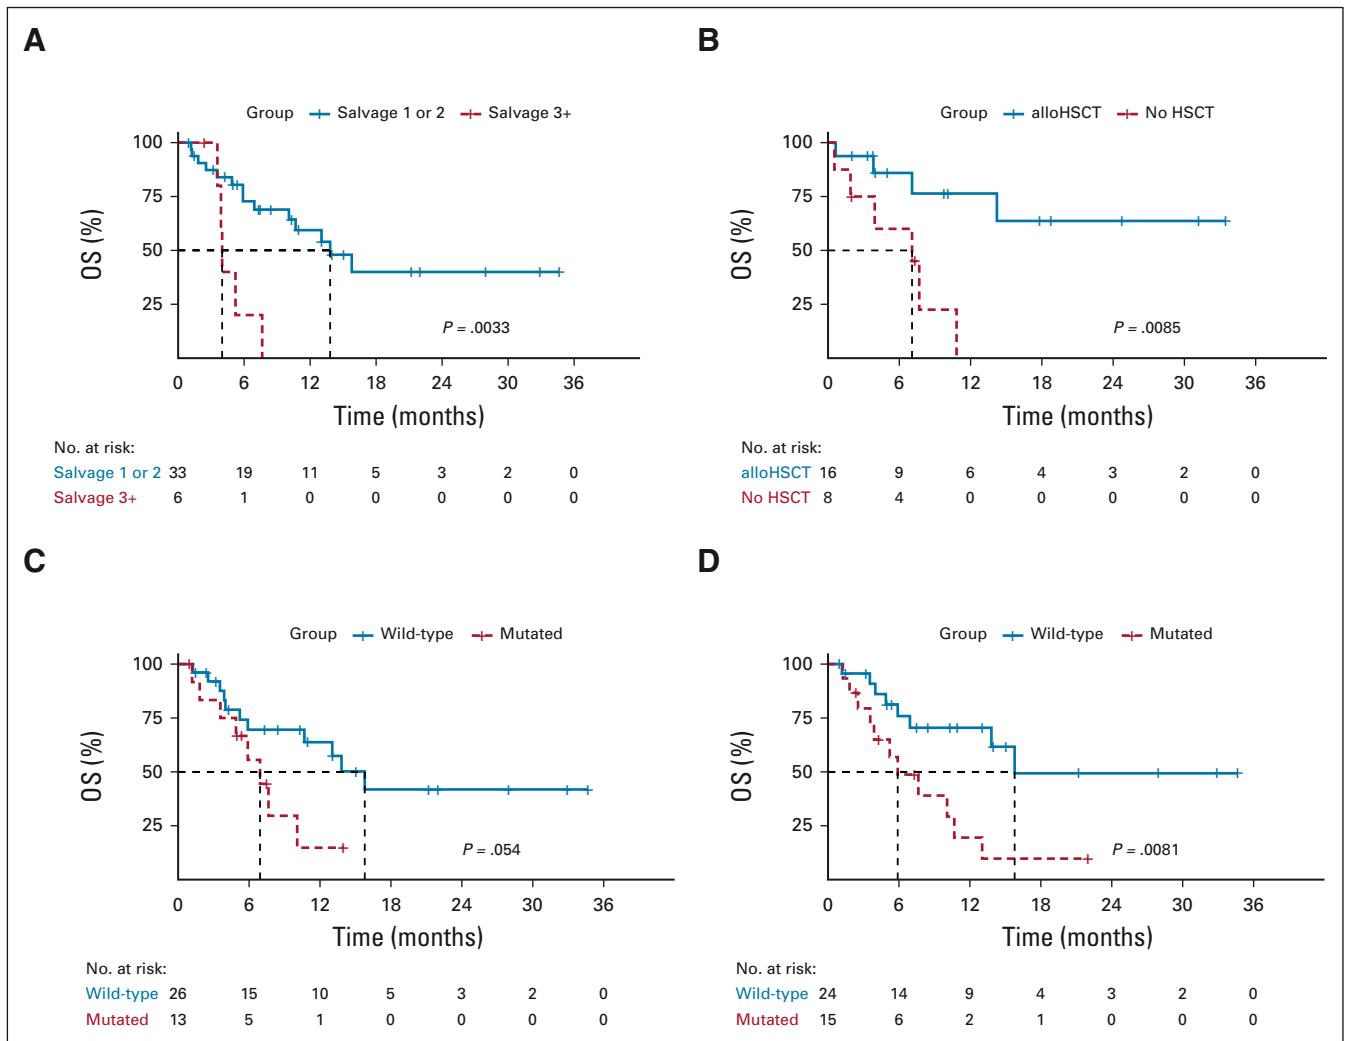 A
Group Salvage 1 or 2 Salvage 3+
100
75
50
25
OS (%)
P = .0033
0 6 12 18 24 30 36
Time (months)
No. at risk:
Salvage 1 or 2 33 19 11 5 3 2 0
Salvage 3+ 6 1 0 0 0 0 0
B
Group alloHSCT No HSCT
100
75
50
25
OS (%)
P = .0085
0 6 12 18 24 30 36
Time (months)
No. at risk:
alloHSCT 16 9 6 4 3 2 0
No HSCT 8 4 0 0 0 0 0
C
Group Wild-type Mutated
100
75
50
25
OS (%)
P = .054
0 6 12 18 24 30 36
Time (months)
No. at risk:
Wild-type 26 15 10 5 3 2 0
Mutated 13 5 1 0 0 0 0
D
Group Wild-type Mutated
100
75
50
25
OS (%)
P = .0081
0 6 12 18 24 30 36
Time (months)
No. at risk:
Wild-type 24 14 9 4 3 2 0
Mutated 15 6 2 1 0 0 0